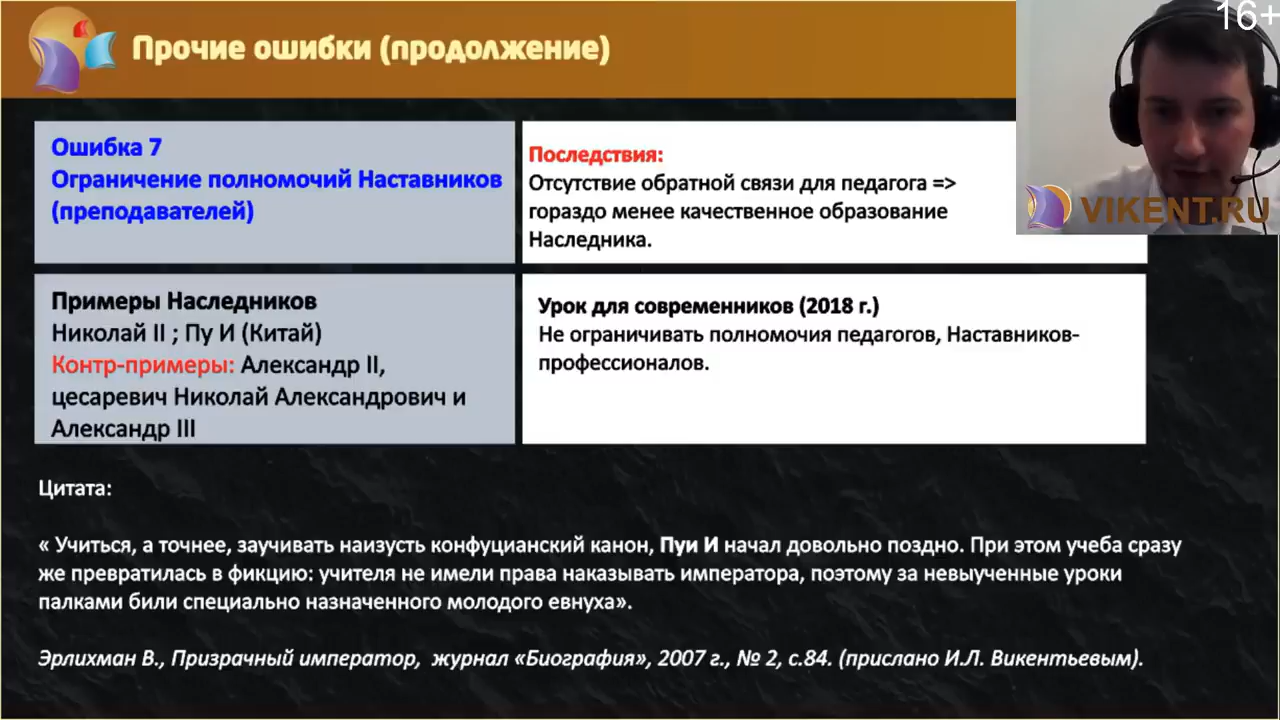 Прочие ошибки (продолжение)
16+
VIKENT.RU
Ошибка 7
Ограничение полномочий Наставников
(преподавателей)
Последствия:
Отсутствие обратной связи для педагога =>
гораздо менее качественное образование
Наследника.
Примеры Наследников
Николай II ; Пу И (Китай)
Контр-примеры: Александр II,
цесаревич Николай Александрович и
Александр III
Урок для современников (2018 г.)
Не ограничивать полномочия педагогов, Наставников-
профессионалов.
Цитата:
« Учиться, а точнее, заучивать наизусть конфуцианский канон, Пуи И начал довольно поздно. При этом учеба сразу
же превратилась в фикцию: учителя не имели права наказывать императора, поэтому за невыученные уроки
палками били специально назначенного молодого евнуха».
Эрлихман В., Призрачный император, журнал «Биография», 2007 г., № 2, с.84. (прислано И.Л. Викентьевым).